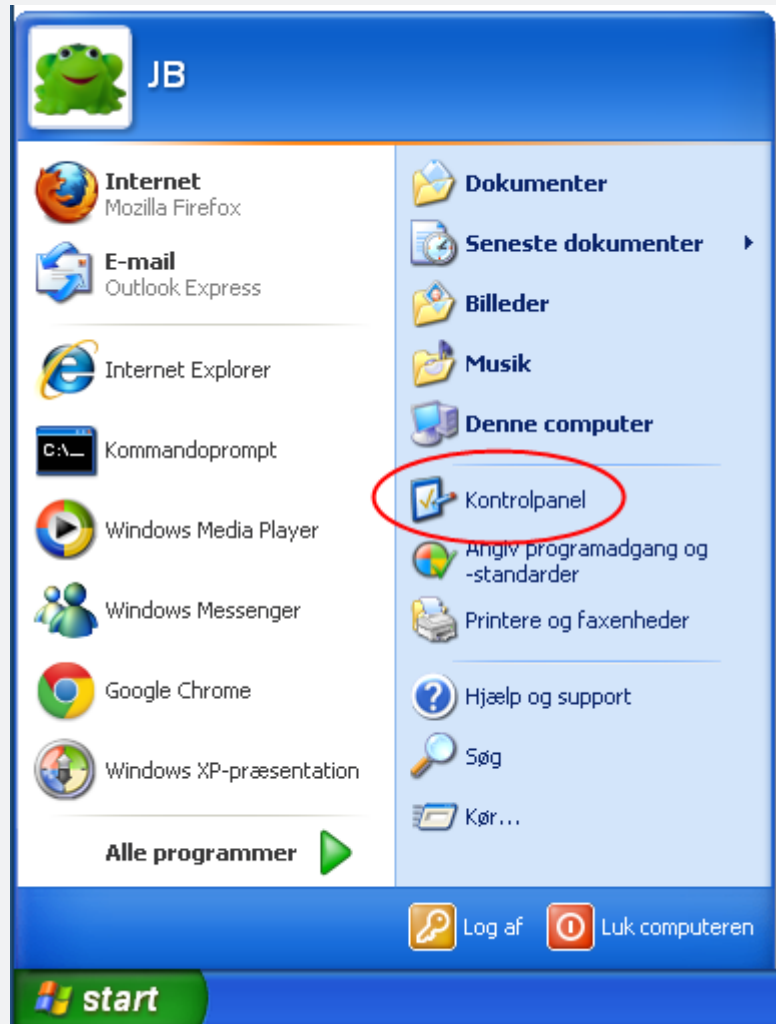 JB
Internet
Mozilla Firefox
E-mail
Outlook Express
Internet Explorer
C:\_
Kommandoprompt
Windows Media Player
Windows Messenger
Google Chrome
Windows XP-præsentation
Alle programmer
Dokumenter
Seneste dokumenter
Billeder
Musik
Denne computer
Kontrolpanel
Angiv programadgang og
-standarder
Printere og faxenheder
Hjælp og support
Søg
Kør...
Log af
Luk computeren
start